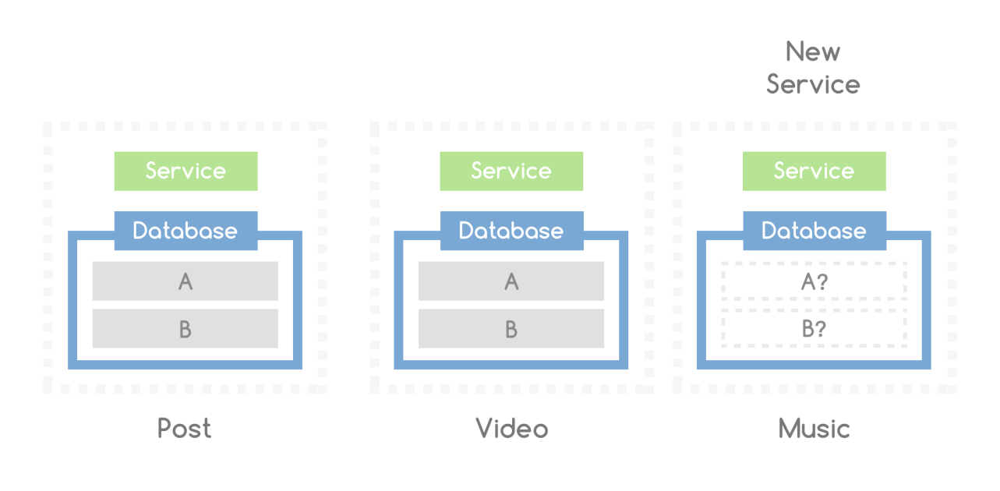 New
Service
Service
Database
A
B
Post
Service
Database
A
B
Video
Service
Database
A?
B?
Music